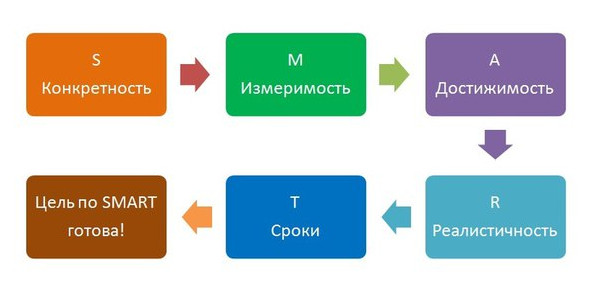 S
Конкретность
M
Измеримость
A
Достижимость
R
Реалистичность
T
Сроки
Цель по SMART
готова!